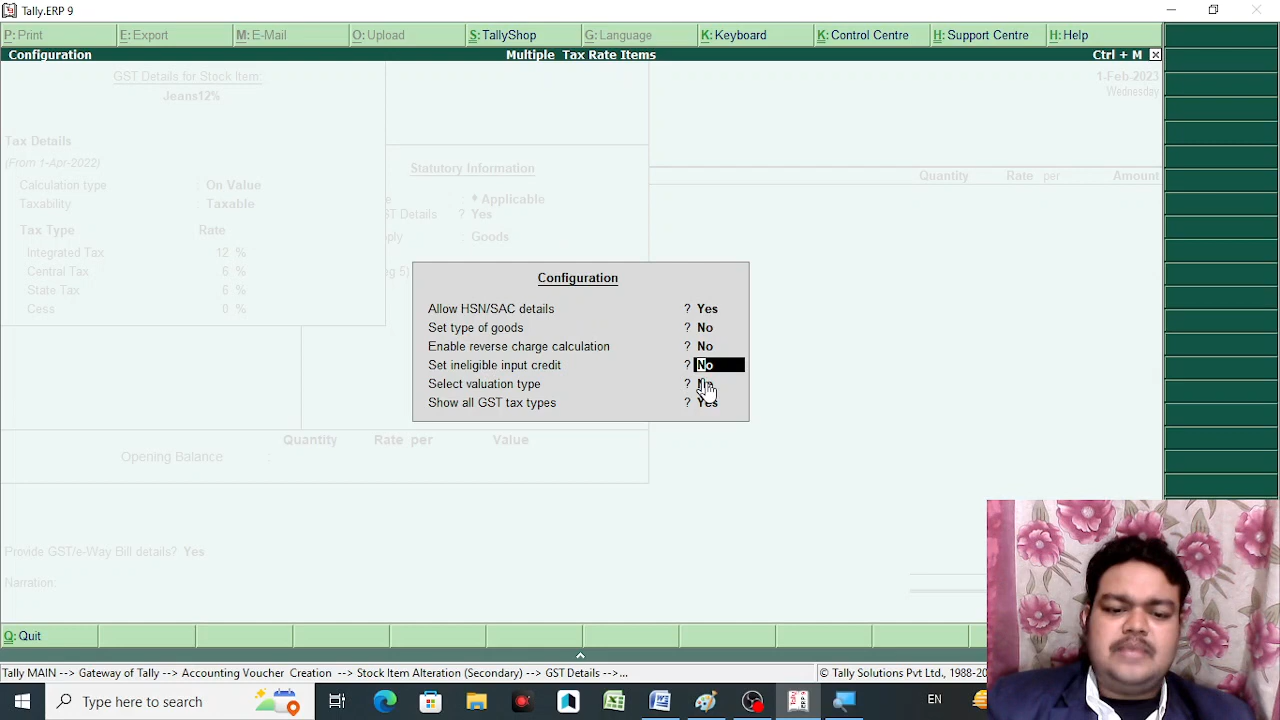 Tally.ERP 9
P: Print
E: Export
M: E-Mail
O: Upload
S: TallyShop
G: Language
K: Keyboard
K: Control Centre
H: Support Centre
H: Help
Configuration
Multiple Tax Rate Items
Ctrl + M
GST Details for Stock Item:
Jeans12%
1-Feb-2023
Wednesday
Tax Details
(From 1-Apr-2022)
Calculation type : On Value
Taxability : Taxable
Tax Type Rate
Integrated Tax 12 %
Central Tax 6 %
State Tax 6 %
Cess 0 %
Statutory Information
: ♦ Applicable
ST Details ? Yes
: Goods
Quantity Rate per Amount
Configuration
Allow HSN/SAC details ? Yes
Set type of goods ? No
Enable reverse charge calculation ? No
Set ineligible input credit ? No
Select valuation type ?
Show all GST tax types ? Yes
Quantity Rate per Value
Opening Balance :
Provide GST/e-Way Bill details? Yes
Narration:
Q: Quit
Tally MAIN --> Gateway of Tally --> Accounting Voucher Creation --> Stock Item Alteration (Secondary) --> GST Details -->...
© Tally Solutions Pvt Ltd., 1988-20
Type here to search
EN